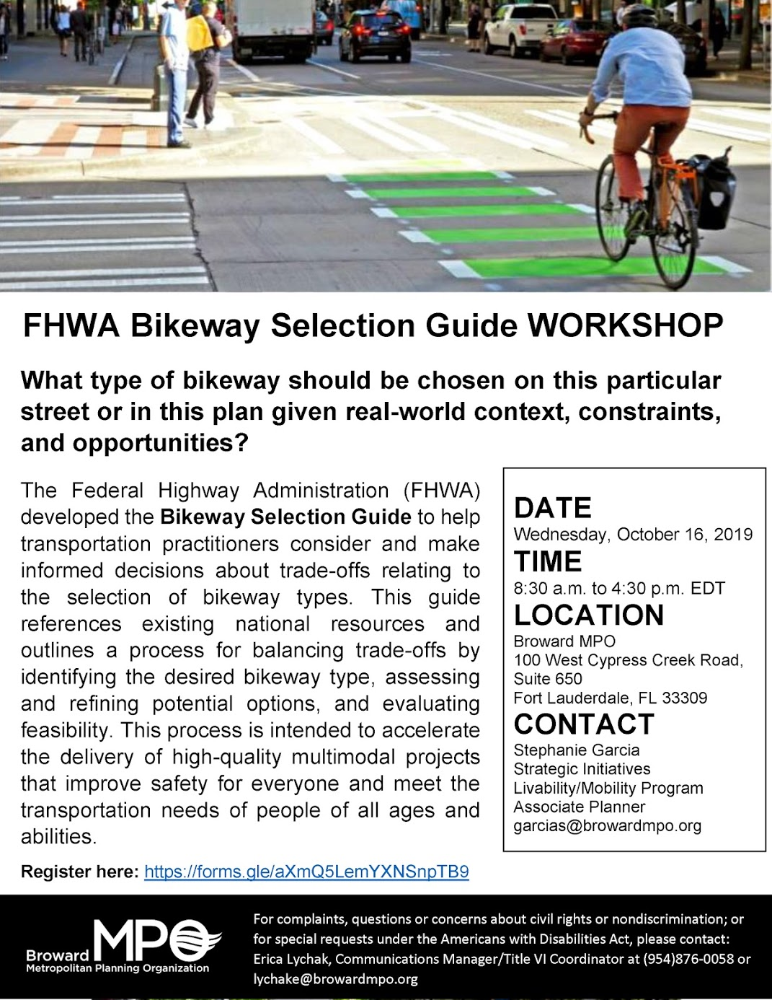 FHWA Bikeway Selection Guide WORKSHOP
What type of bikeway should be chosen on this particular
street or in this plan given real-world context, constraints,
and opportunities?
The Federal Highway Administration (FHWA)
developed the Bikeway Selection Guide to help
transportation practitioners consider and make
informed decisions about trade-offs relating to
the selection of bikeway types. This guide
references existing national resources and
outlines a process for balancing trade-offs by
identifying the desired bikeway type, assessing
and refining potential options, and evaluating
feasibility. This process is intended to accelerate
the delivery of high-quality multimodal projects
that improve safety for everyone and meet the
transportation needs of people of all ages and
abilities.
Register here: https://forms.gle/aXmQ5LemYXNSnpTB9
DATE
Wednesday, October 16, 2019
TIME
8:30 a.m. to 4:30 p.m. EDT
LOCATION
Broward MPO
100 West Cypress Creek Road,
Suite 650
Fort Lauderdale, FL 33309
CONTACT
Stephanie Garcia
Strategic Initiatives
Livability/Mobility Program
Associate Planner
garcias@browardmpo.org
Broward MPO
Metropolitan Planning Organization
For complaints, questions or concerns about civil rights or nondiscrimination; or
for special requests under the Americans with Disabilities Act, please contact:
Erica Lychak, Communications Manager/Title VI Coordinator at (954)876-0058 or
lychake@browardmpo.org